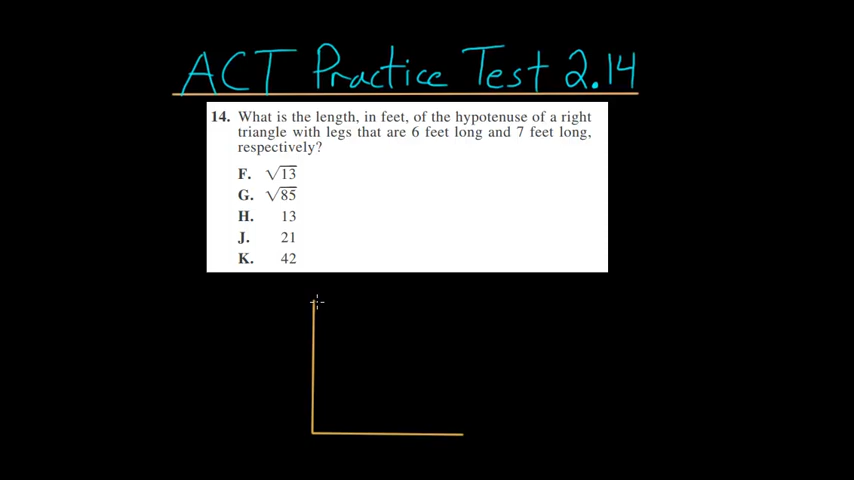 ACT Practice Test 2.14
14. What is the length, in feet, of the hypotenuse of a right
triangle with legs that are 6 feet long and 7 feet long,
respectively?
F. √13
G. √85
H. 13
J. 21
K. 42